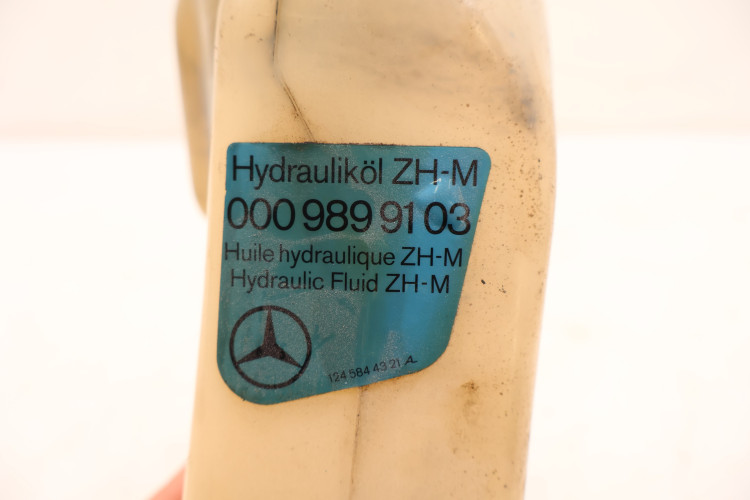 Hydrauliköl ZH-M
000 989 91 03
Huile hydraulique ZH-M
Hydraulic Fluid ZH-M
124 584 43 21 A